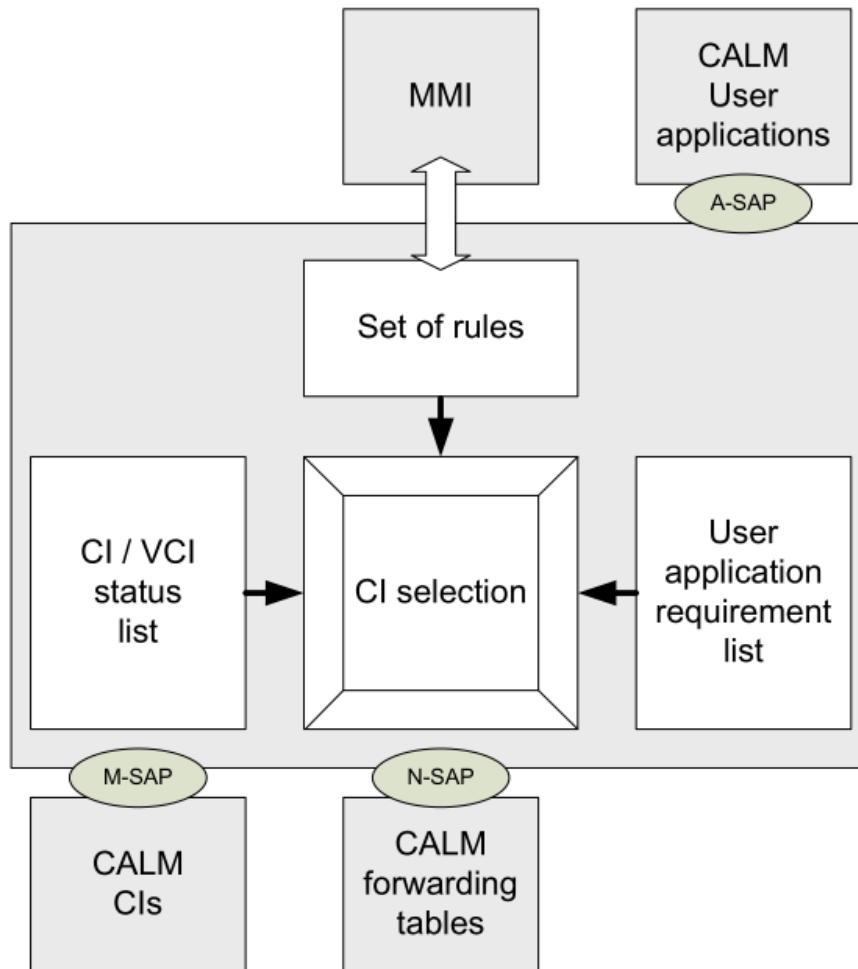 MMI
CALM
User
applications
A-SAP
Set of rules
CI / VCI
status
list
CI selection
User
application
requirement
list
M-SAP
N-SAP
CALM
CIs
CALM
forwarding
tables